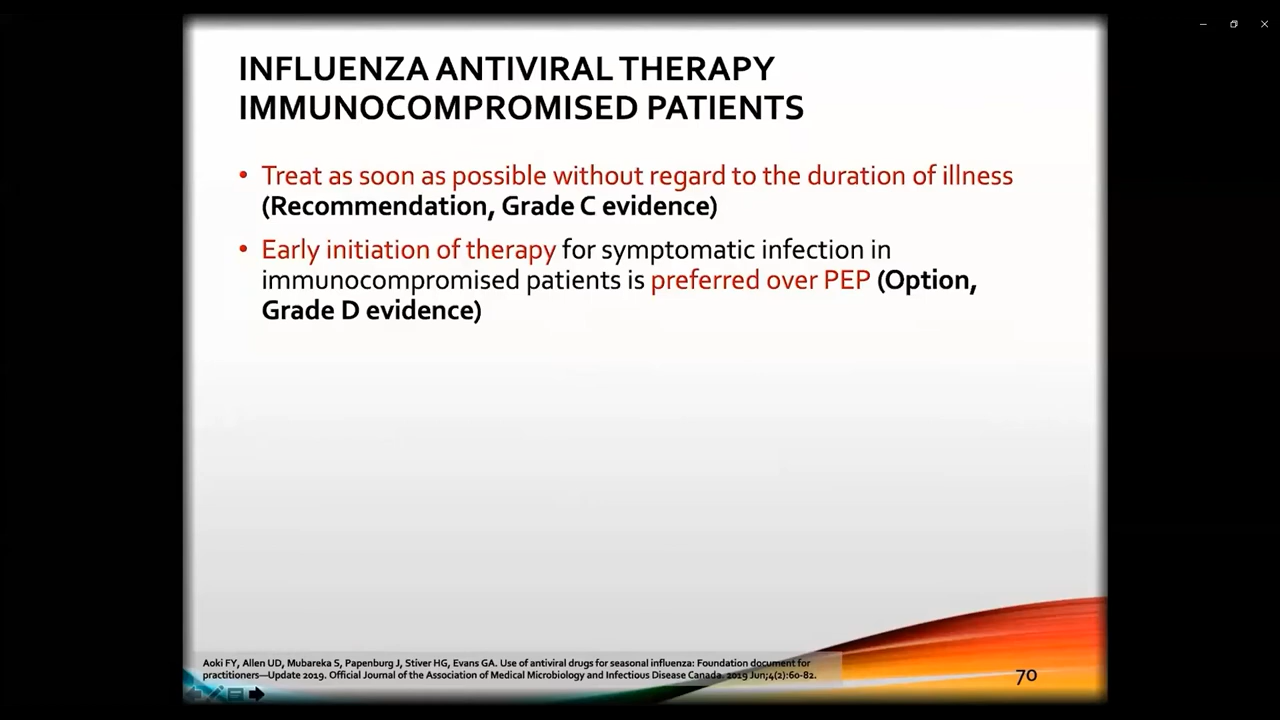 INFLUENZA ANTIVIRAL THERAPY
IMMUNOCOMPROMISED PATIENTS
• Treat as soon as possible without regard to the duration of illness
(Recommendation, Grade C evidence)
• Early initiation of therapy for symptomatic infection in
immunocompromised patients is preferred over PEP (Option,
Grade D evidence)
Aoki FY, Allen UD, Mubareka S, Papenburg J, Stiver HG, Evans GA. Use of antiviral drugs for seasonal influenza: Foundation document for
practitioners—Update 2019. Official Journal of the Association of Medical Microbiology and Infectious Disease Canada. 2019 Jun;4(2):60-82.
70